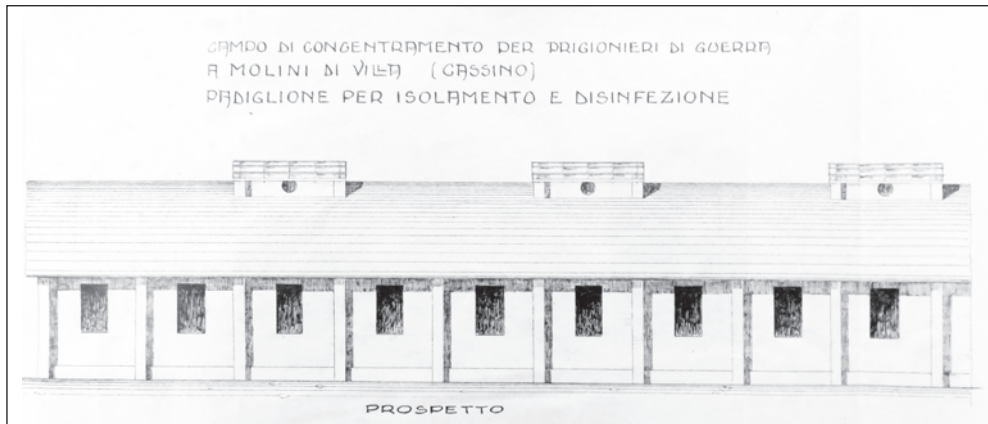 CAMPO DI CONCENTRAMENTO PER PRIGIONIERI DI GUERRA
A MOLINI DI VILLA (CASSINO)
PADIGLIONE PER ISOLAMENTO E DISINFEZIONE
PROSPETTO